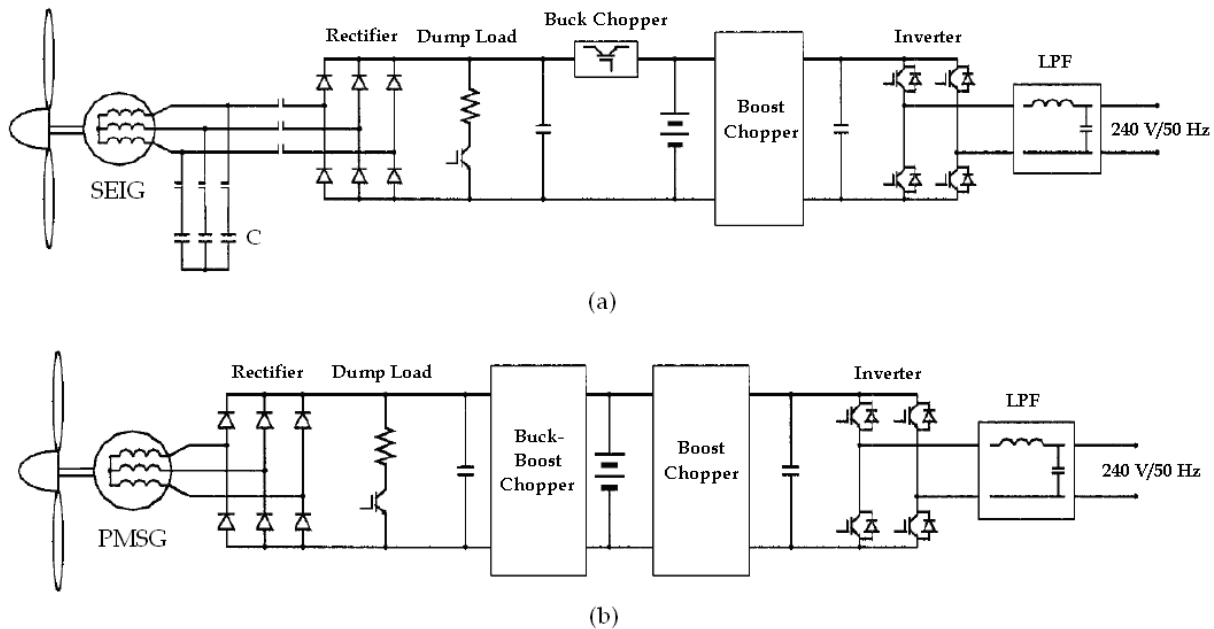 Buck Chopper
Rectifier
Dump Load
Inverter
LPF
Boost
Chopper
240 V/50 Hz
SEIG
C
(a)
Rectifier
Dump Load
Inverter
LPF
Buck-
Boost
Chopper
Boost
Chopper
240 V/50 Hz
PMSG
(b)